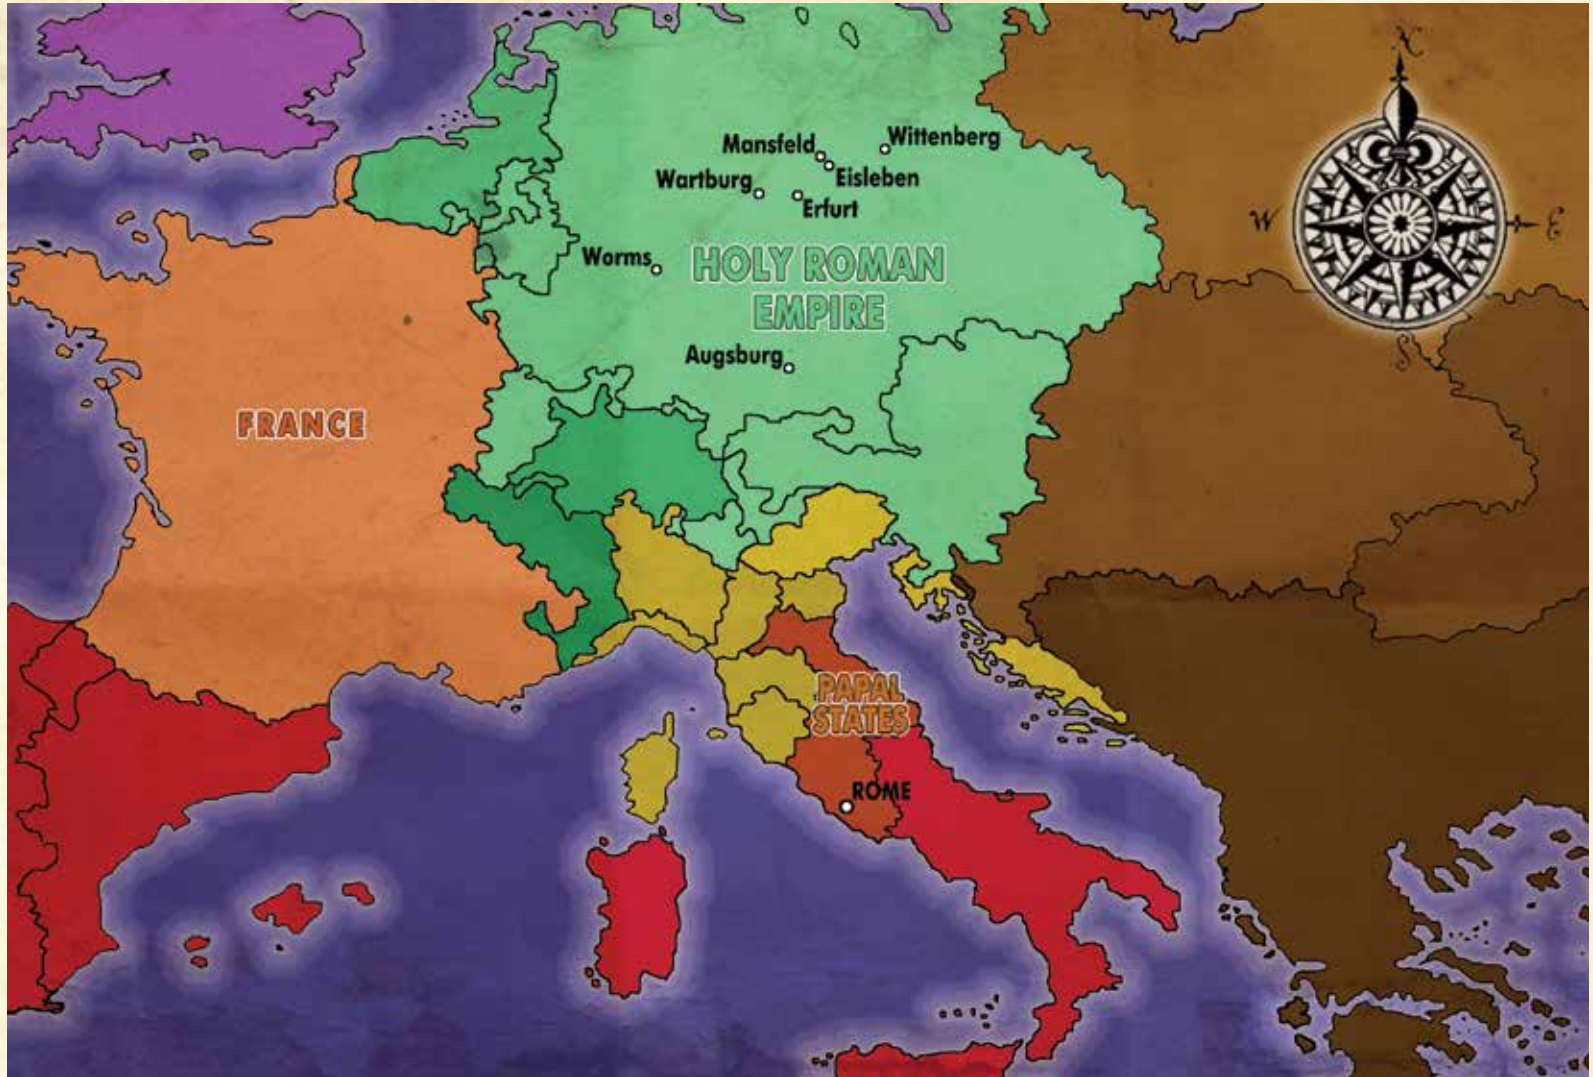 N
Mansfeld
Wittenberg
Wartburg
Eisleben
Erfurt
W
E
Worms
HOLY ROMAN
EMPIRE
S
Augsburg
FRANCE
PAPAL
STATES
ROME